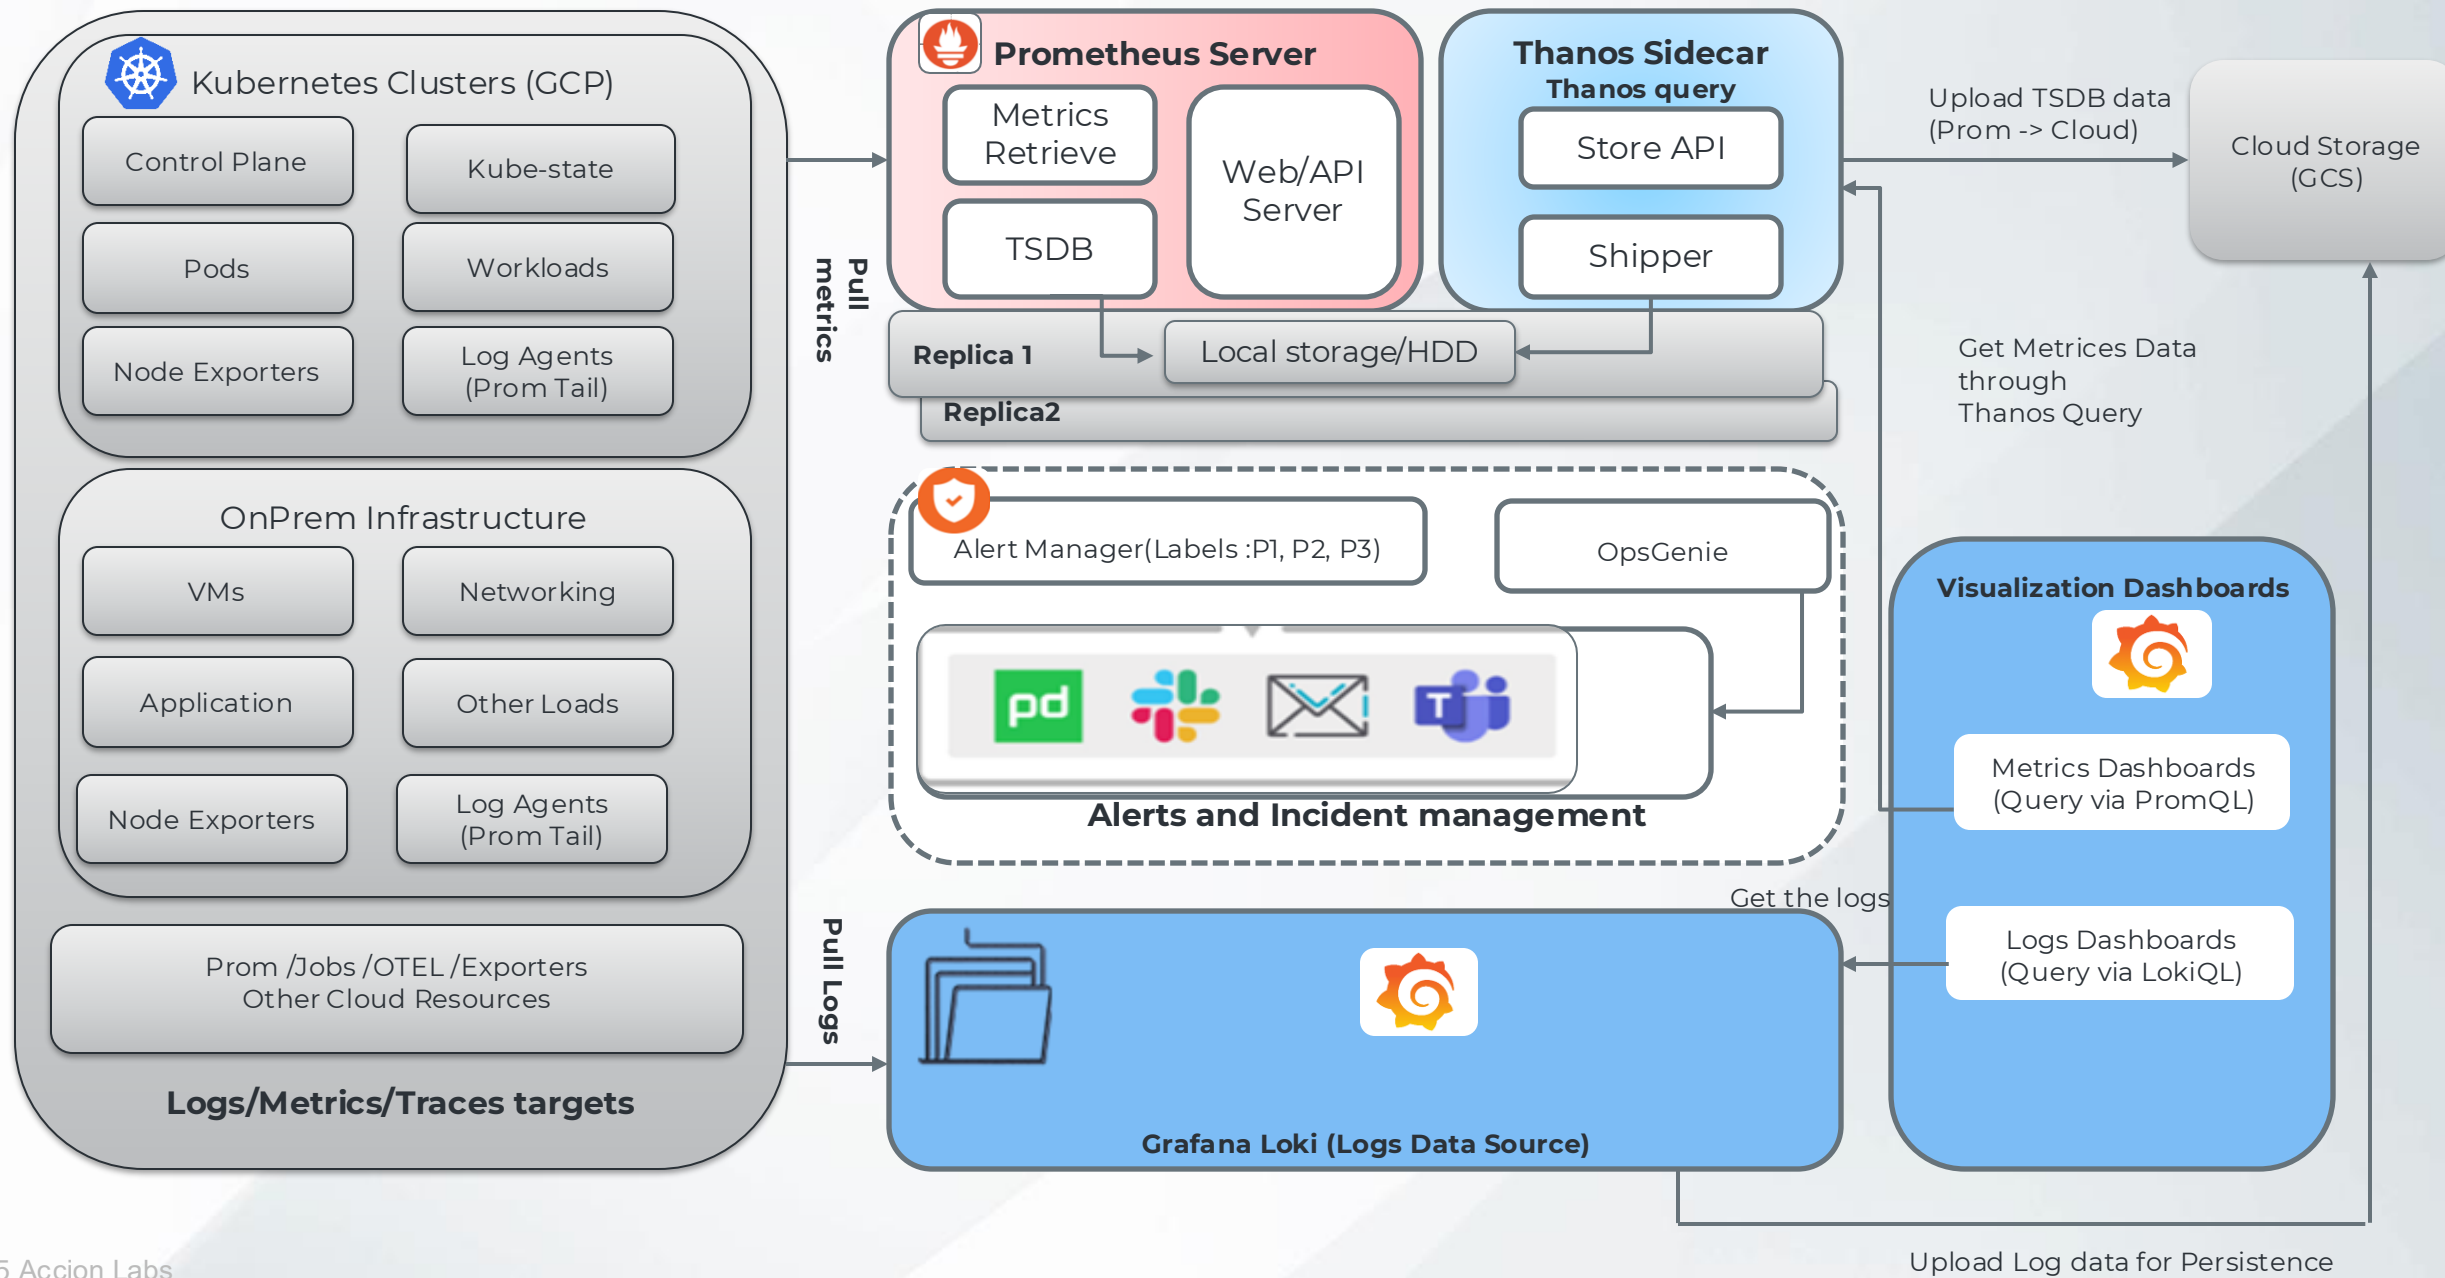 Kubernetes Clusters (GCP)
Control Plane
Kube-state
Pods
Workloads
Node Exporters
Log Agents
(Prom Tail)
OnPrem Infrastructure
VMs
Networking
Application
Other Loads
Node Exporters
Log Agents
(Prom Tail)
Prom /Jobs /OTEL /Exporters
Other Cloud Resources
Logs/Metrics/Traces targets
Pull
metrics
Pull Logs
Prometheus Server
Metrics
Retrieve
TSDB
Web/API
Server
Thanos Sidecar
Thanos query
Store API
Shipper
Replica 1
Local storage/HDD
Replica2
Upload TSDB data
(Prom -> Cloud)
Cloud Storage
(GCS)
Get Metrices Data
through
Thanos Query
Alert Manager(Labels :P1, P2, P3)
OpsGenie
pd
T
Alerts and Incident management
Visualization Dashboards
Metrics Dashboards
(Query via PromQL)
Get the logs
Logs Dashboards
(Query via LokiQL)
Grafana Loki (Logs Data Source)
Upload Log data for Persistence
5 Accion Labs